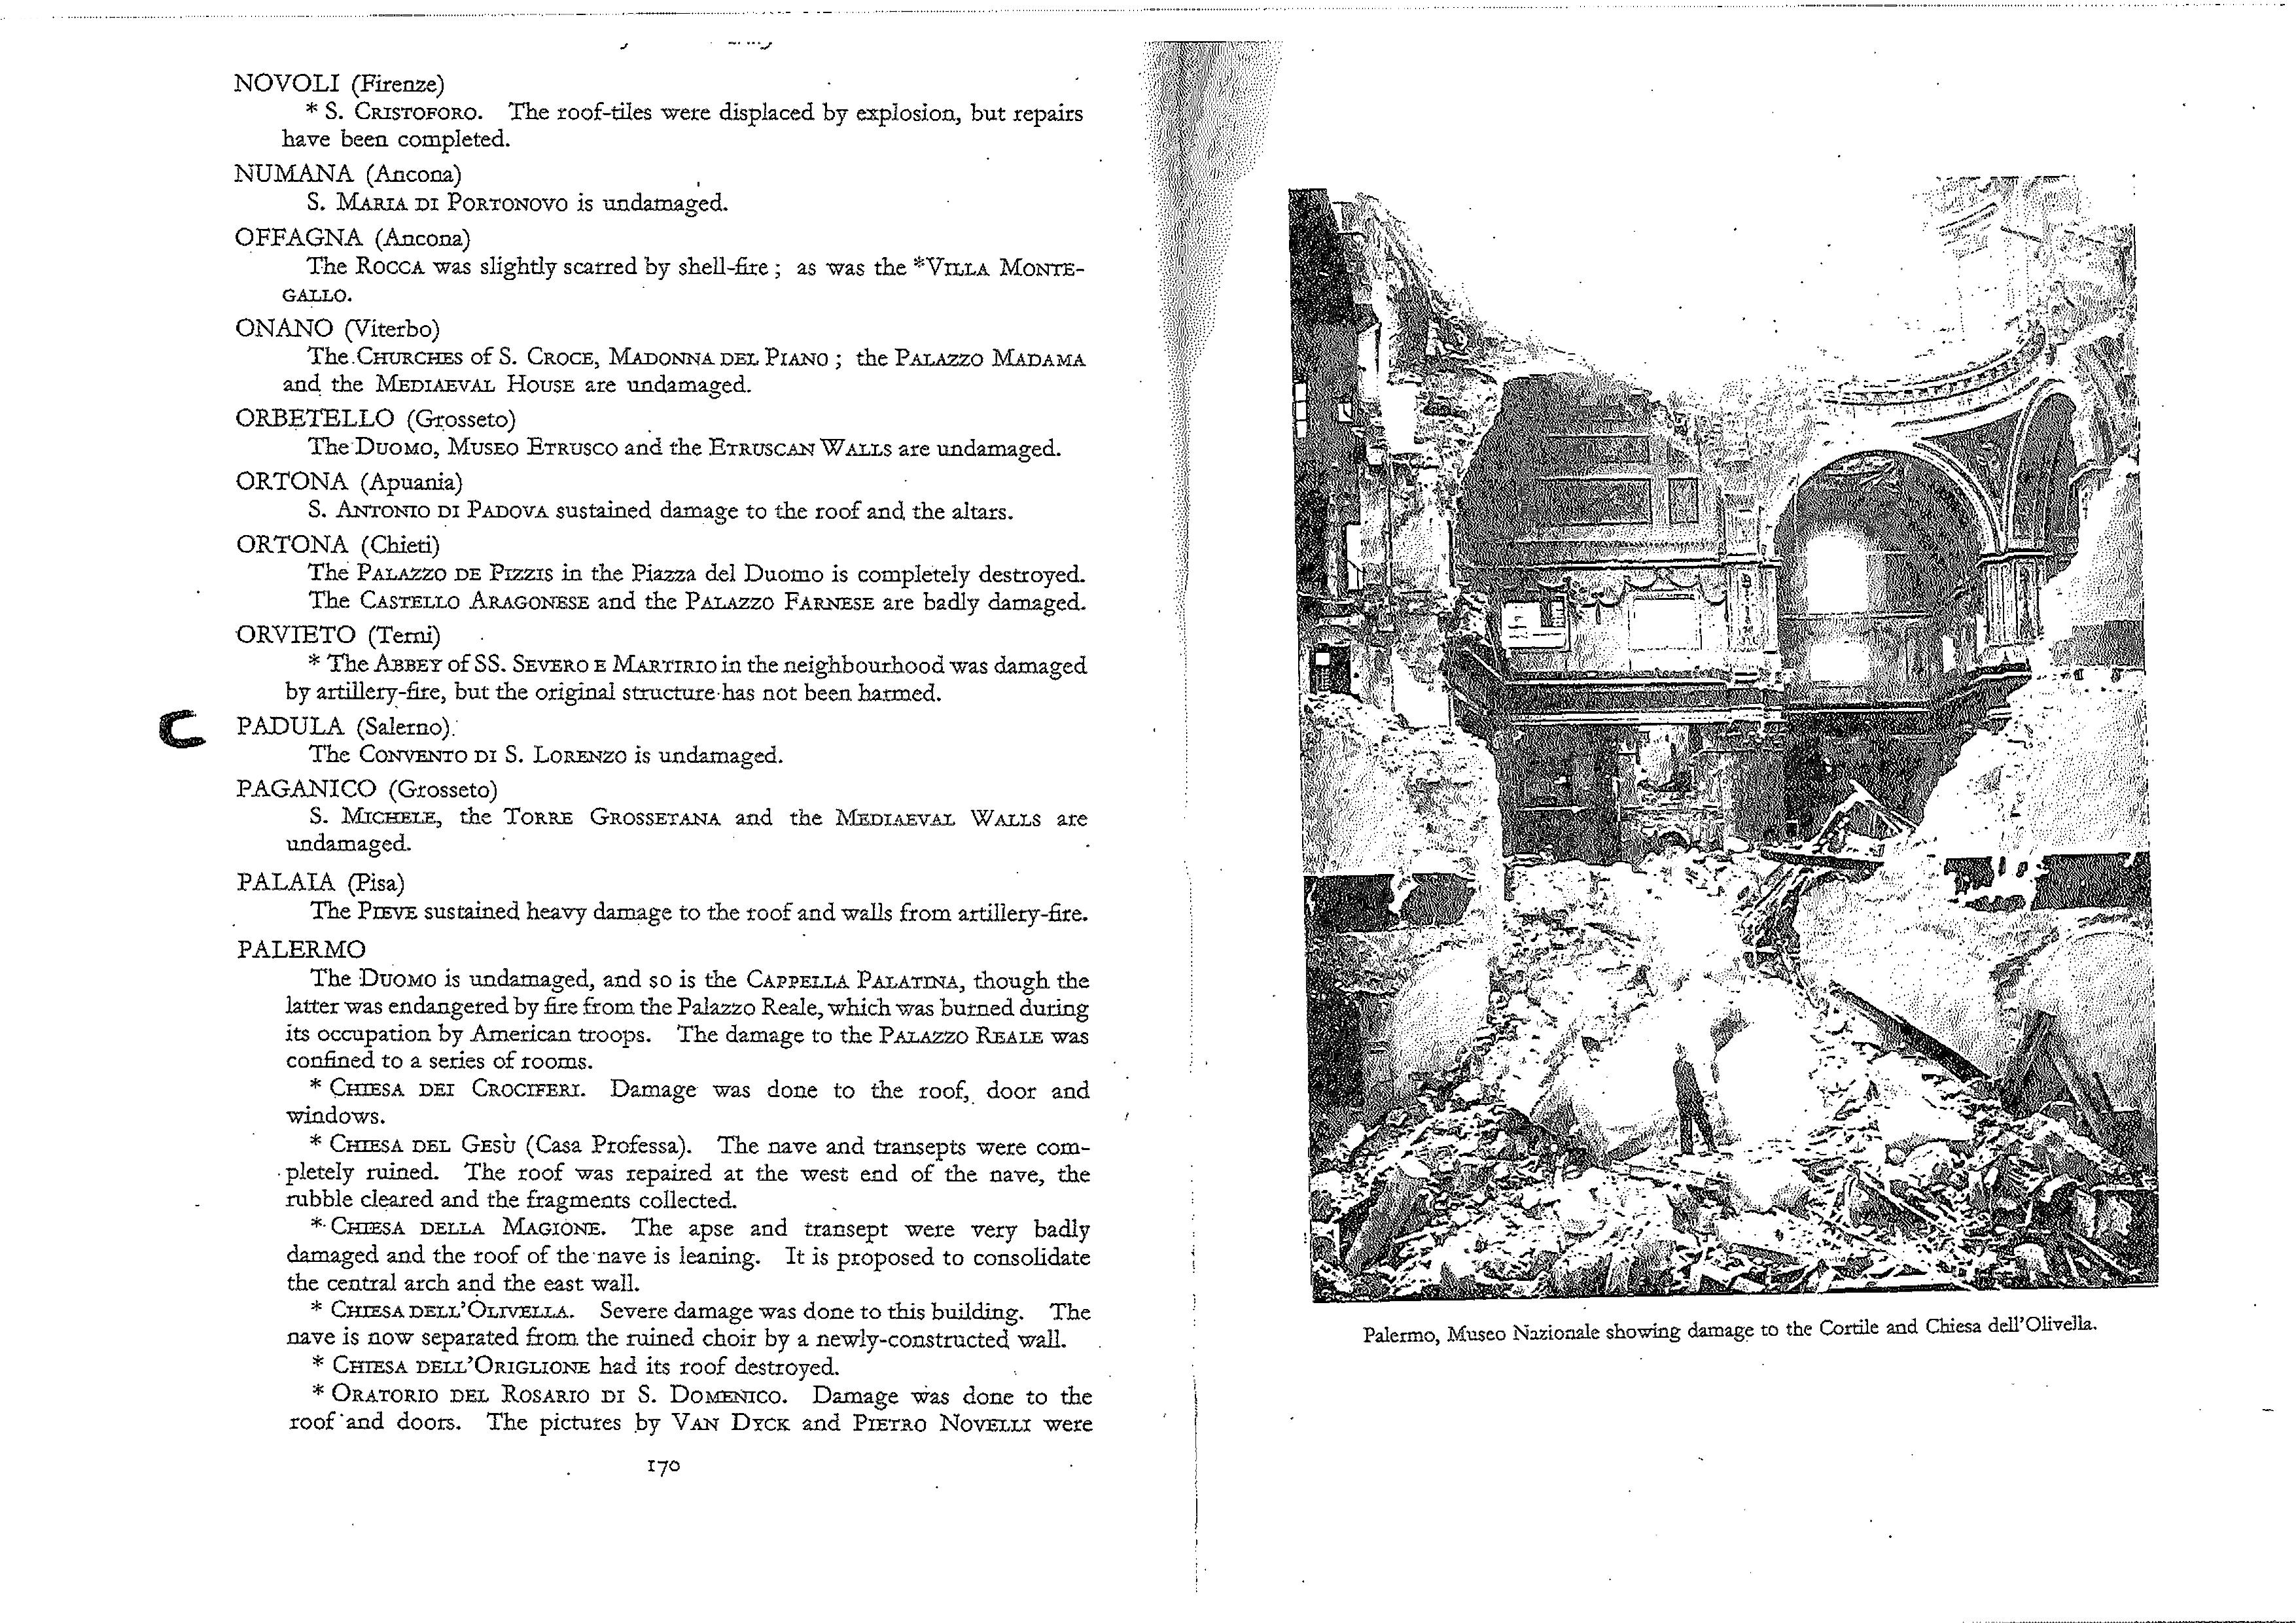 NOVOLI (Firenze)
* S. CRISTOFORO. The roof-tiles were displaced by explosion, but repairs
have been completed.
NUMANA (Ancona)
S. MARIA DI PORTONOVO is undamaged.
OFFAGNA (Ancona)
The ROCCA was slightly scarred by shell-fire ; as was the *VILLA MONTE-
GALLO.
ONANO (Viterbo)
The CHURCHES of S. CROCE, MADONNA DEL PIANO ; the PALAZZO MADAMA
and the MEDIAEVAL HOUSE are undamaged.
ORBETELLO (Grosseto)
The DUOMO, MUSEO ETRUSCO and the ETRUSCAN WALLS are undamaged.
ORTONA (Apuania)
S. ANTONIO DI PADOVA sustained damage to the roof and the altars.
ORTONA (Chieti)
The PALAZZO DE PIZZIS in the Piazza del Duomo is completely destroyed.
The CASTELLO ARAGONESE and the PALAZZO FARNESE are badly damaged.
ORVIETO (Terni)
* The ABBEY of SS. SEVERO E MARTIRIO in the neighbourhood was damaged
by artillery-fire, but the original structure has not been harmed.
C PADULA (Salerno)
The CONVENTO DI S. LORENZO is undamaged.
PAGANICO (Grosseto)
S. MICHELE, the TORRE GROSSETANA and the MEDIAEVAL WALLS are
undamaged.
PALAIA (Pisa)
The PIEVE sustained heavy damage to the roof and walls from artillery-fire.
PALERMO
The DUOMO is undamaged, and so is the CAPPELLA PALATINA, though the
latter was endangered by fire from the Palazzo Reale, which was burned during
its occupation by American troops. The damage to the PALAZZO REALE was
confined to a series of rooms.
* CHIESA DEI CROCIFERI. Damage was done to the roof, door and
windows.
* CHIESA DEL GESÙ (Casa Professa). The nave and transepts were com-
pletely ruined. The roof was repaired at the west end of the nave, the
rubble cleared and the fragments collected.
* CHIESA DELLA MAGIONE. The apse and transept were very badly
damaged and the roof of the nave is leaning. It is proposed to consolidate
the central arch and the east wall.
* CHIESA DELL'OLIVELLA. Severe damage was done to this building. The
nave is now separated from the ruined choir by a newly-constructed wall.
* CHIESA DELL'ORIGLIONE had its roof destroyed.
* ORATORIO DEL ROSARIO DI S. DOMENICO. Damage was done to the
roof and doors. The pictures by VAN DYCK and PIETRO NOVELLI were
170
Palermo, Museo Nazionale showing damage to the Cortile and Chiesa dell'Olivella.